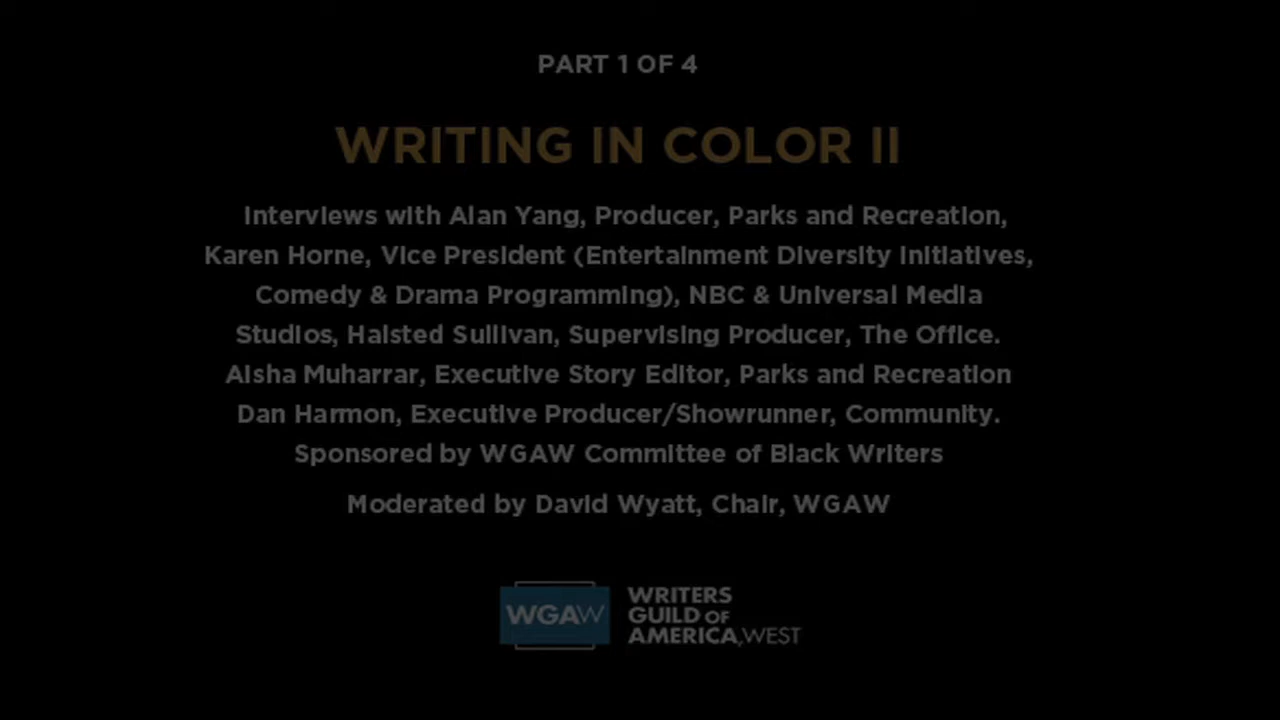 PART 1 OF 4
WRITING IN COLOR II
Interviews with Alan Yang, Producer, Parks and Recreation,
Karen Horne, Vice President (Entertainment Diversity Initiatives,
Comedy & Drama Programming), NBC & Universal Media
Studios, Halsted Sullivan, Supervising Producer, The Office.
Aisha Muharrar, Executive Story Editor, Parks and Recreation
Dan Harmon, Executive Producer/Showrunner, Community.
Sponsored by WGAW Committee of Black Writers
Moderated by David Wyatt, Chair, WGAW
WGAW
WRITERS
GUILD OF
AMERICA, WEST